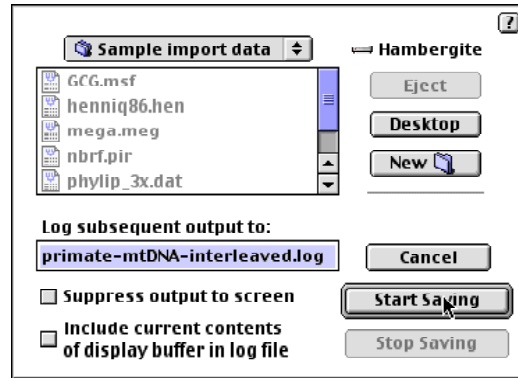 ?
Sample import data
Hambergite
GCG.msf
henniq86.hen
mega.meg
nbrf.pir
phylip_3x.dat
Eject
Desktop
New
Log subsequent output to:
primate-mtDNA-interleaved.log
Suppress output to screen
Include current contents
of display buffer in log file
Cancel
Start Saving
Stop Saving